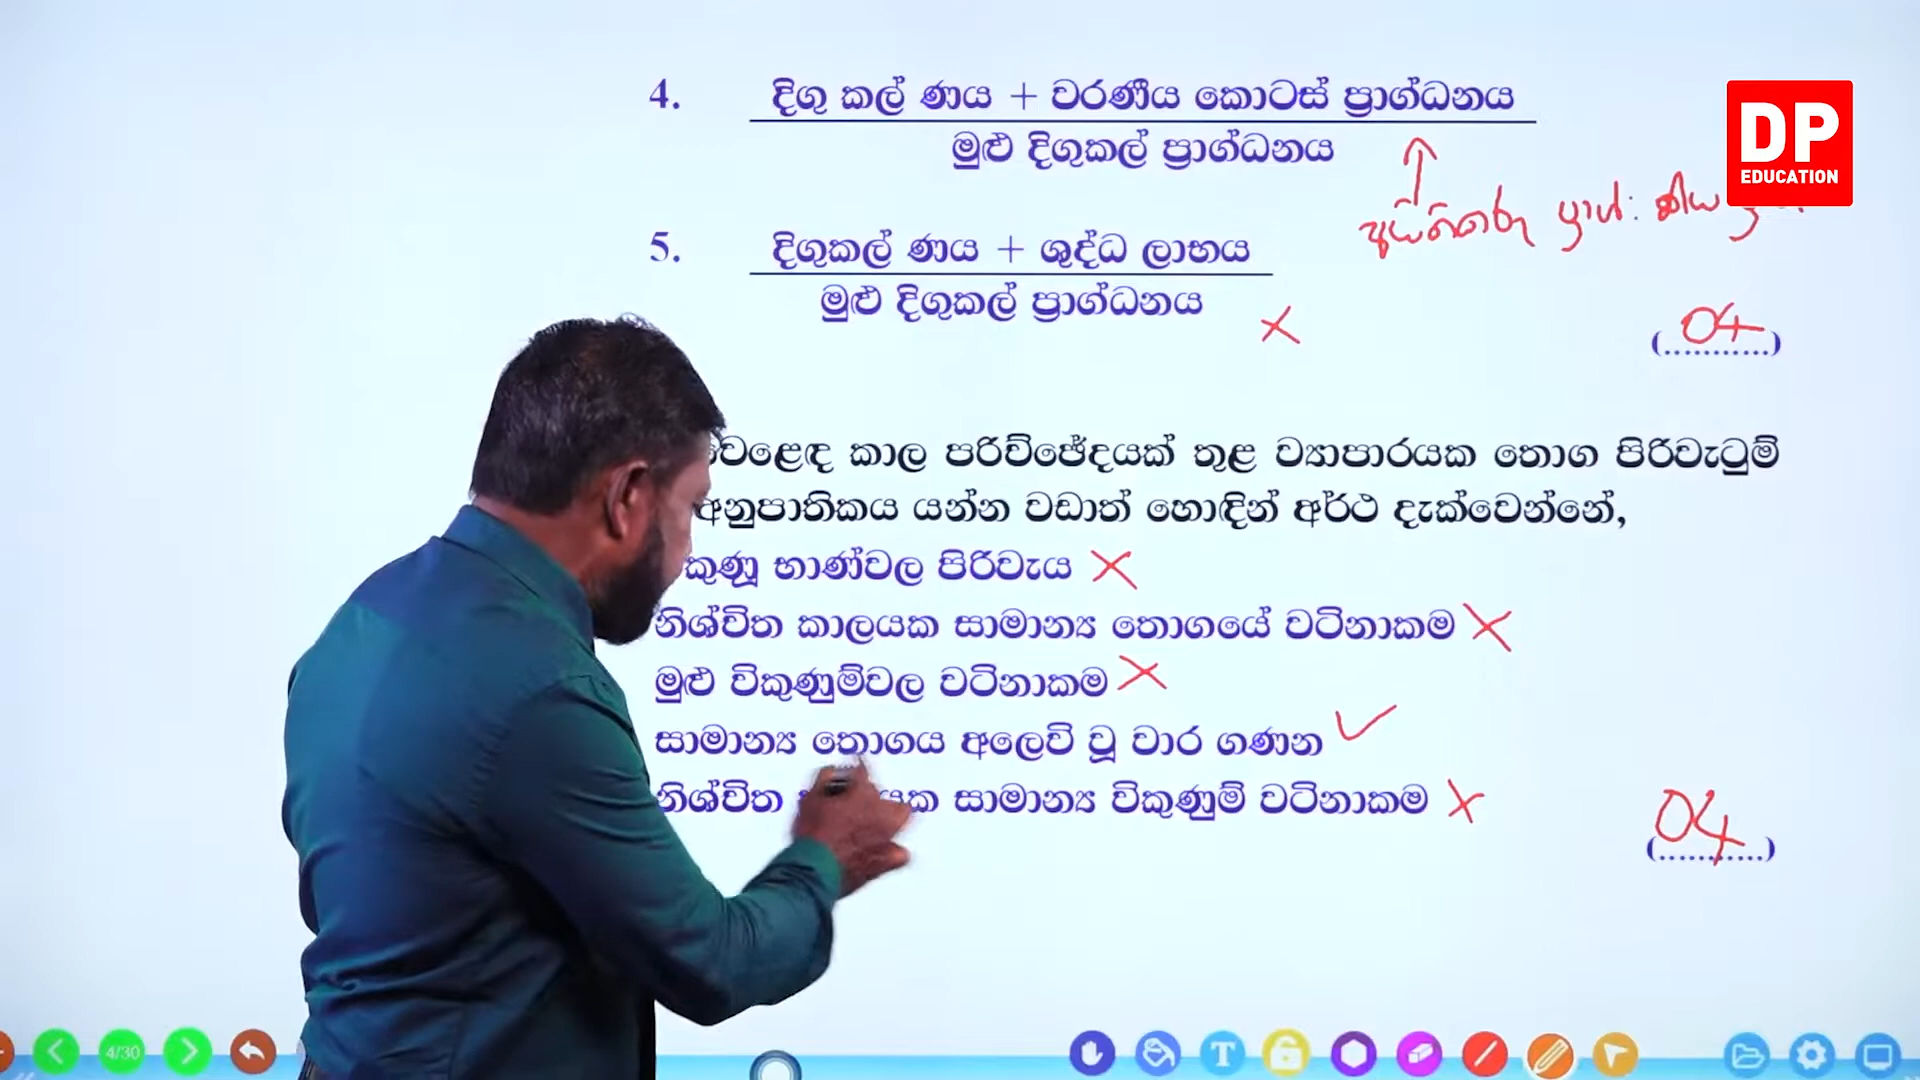 4. දිගු කල් ණය + වරණීය කොටස් ප්‍රාග්ධනය
මුළු දිගුකල් ප්‍රාග්ධනය
DP
EDUCATION
5. දිගුකල් ණය + ශුද්ධ ලාභය
මුළු දිගුකල් ප්‍රාග්ධනය
(04)
වෙළෙඳ කාල පරිච්ඡේදයක් තුළ ව්‍යාපාරයක තොග පිරිවැටුම්
අනුපාතිකය යන්න වඩාත් හොඳින් අර්ථ දැක්වෙන්නේ,
භාණ්වල පිරිවැය
නිශ්චිත කාලයක සාමාන්‍ය තොගයේ වටිනාකම
මුළු විකුණුම්වල වටිනාකම
සාමාන්‍ය තොගය අලෙවි වූ වාර ගණන
නිශ්චිත සාමාන්‍ය විකුණුම් වටිනාකම
(04)
4/30
T